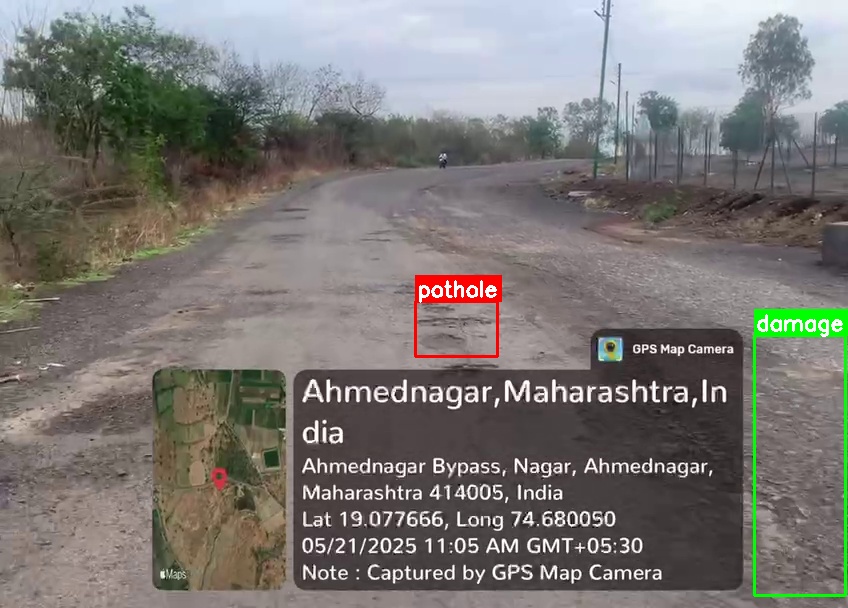 pothole
damage
GPS Map Camera
Ahmednagar,Maharashtra,In
dia
Ahmednagar Bypass, Nagar, Ahmednagar,
Maharashtra 414005, India
Lat 19.077666, Long 74.680050
05/21/2025 11:05 AM GMT+05:30
Note : Captured by GPS Map Camera
Maps